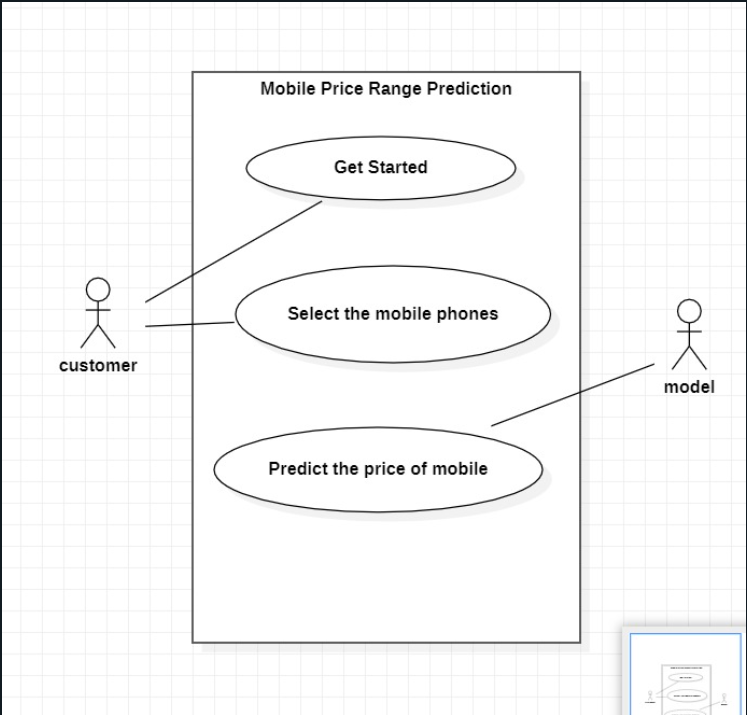 Mobile Price Range Prediction
Get Started
Select the mobile phones
customer
model
Predict the price of mobile